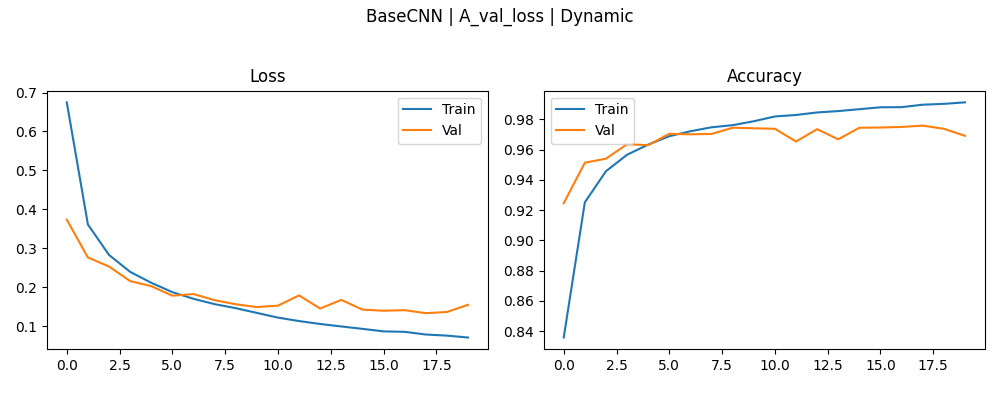 BaseCNN | A_val_loss | Dynamic
Loss
Train
Val
0.7
0.6
0.5
0.4
0.3
0.2
0.1
0.0 2.5 5.0 7.5 10.0 12.5 15.0 17.5
Accuracy
Train
Val
0.98
0.96
0.94
0.92
0.90
0.88
0.86
0.84
0.0 2.5 5.0 7.5 10.0 12.5 15.0 17.5